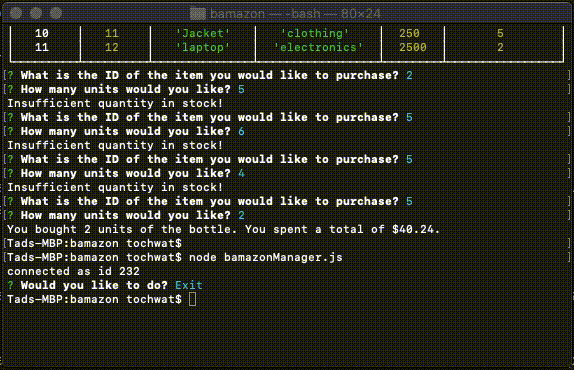 bamazon — -bash — 80×24
10 11 'Jacket' 'clothing' 250 5
11 12 'laptop' 'electronics' 2500 2
[? What is the ID of the item you would like to purchase? 2 ]
[? How many units would you like? 5 ]
Insufficient quantity in stock!
[? What is the ID of the item you would like to purchase? 5 ]
[? How many units would you like? 6 ]
Insufficient quantity in stock!
[? What is the ID of the item you would like to purchase? 5 ]
[? How many units would you like? 4 ]
Insufficient quantity in stock!
[? What is the ID of the item you would like to purchase? 5 ]
[? How many units would you like? 2 ]
You bought 2 units of the bottle. You spent a total of $40.24.
[Tads-MBP:bamazon tochwat$ ]
[Tads-MBP:bamazon tochwat$ node bamazonManager.js ]
connected as id 232
? Would you like to do? Exit
Tads-MBP:bamazon tochwat$